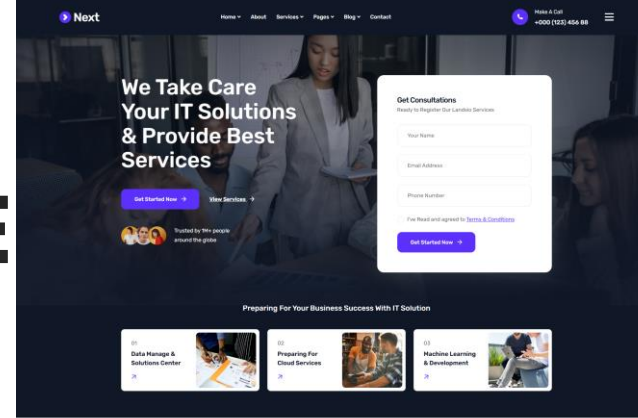 Next
Home
About
Services
Pages
Blog
Contact
Make A Call
+000 (123) 456 88
We Take Care
Your IT Solutions
& Provide Best
Services
Get Started Now
View Services
Trusted by 1M+ people
around the globe
Get Consultations
Ready to Register Our Landslo Services
Your Name
Email Address
Phone Number
I've Read and agreed to Terms & Conditions
Get Started Now
Preparing For Your Business Success With IT Solution
01
Data Manage &
Solutions Center
02
Preparing For
Cloud Services
03
Machine Learning
& Development